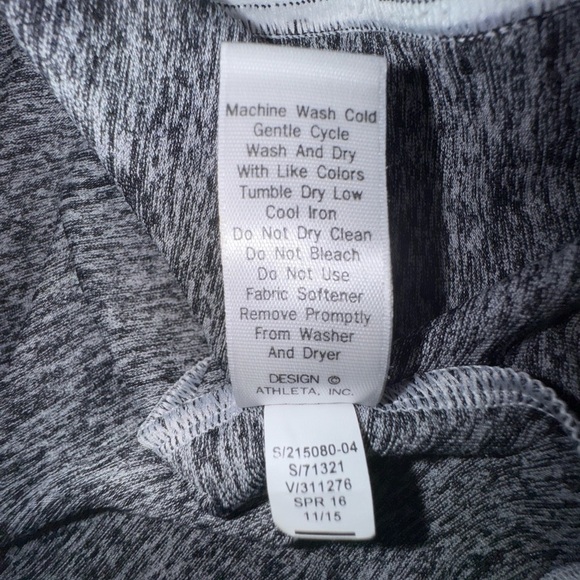 Machine Wash Cold
Gentle Cycle
Wash And Dry
With Like Colors
Tumble Dry Low
Cool Iron
Do Not Dry Clean
Do Not Bleach
Do Not Use
Fabric Softener
Remove Promptly
From Washer
And Dryer
DESIGN ©
ATHLETA, INC.
S/215080-04
S/71321
V/311276
SPR 16
11/15